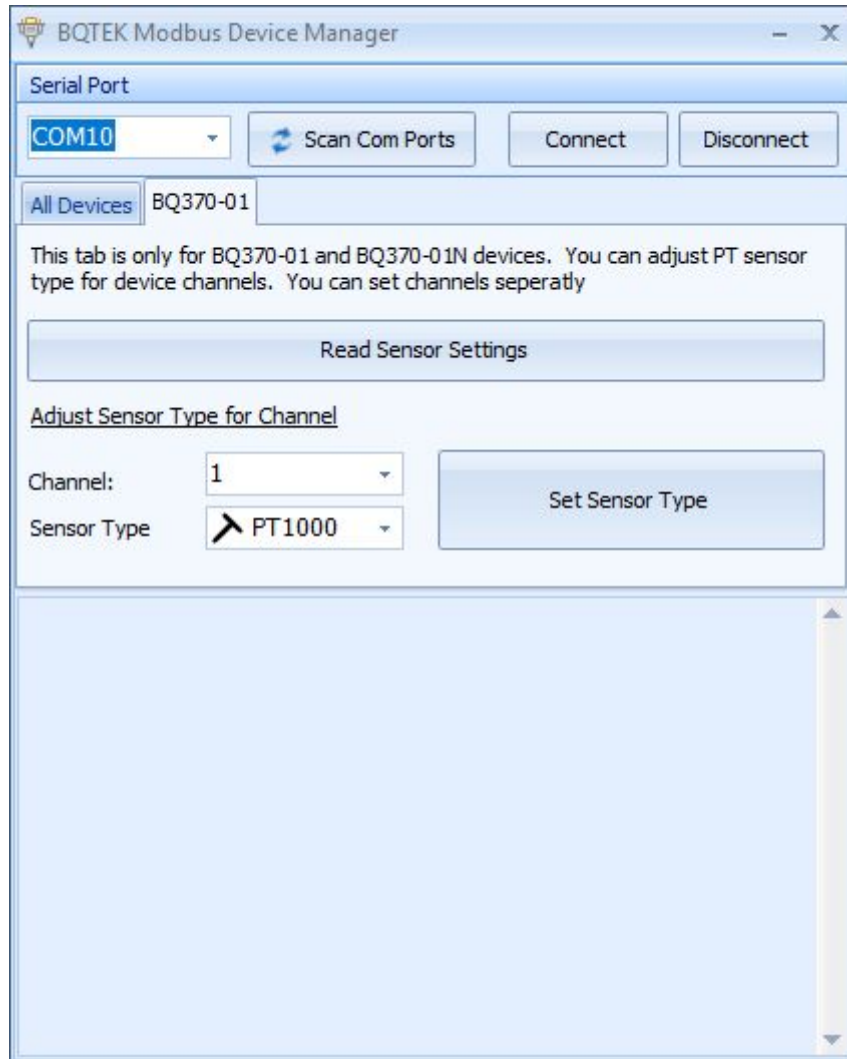 BQTEK Modbus Device Manager
Serial Port
COM10
Scan Com Ports
Connect
Disconnect
All Devices
BQ370-01
This tab is only for BQ370-01 and BQ370-01N devices. You can adjust PT sensor
type for device channels. You can set channels seperatly
Read Sensor Settings
Adjust Sensor Type for Channel
Channel:
1
Sensor Type
PT1000
Set Sensor Type